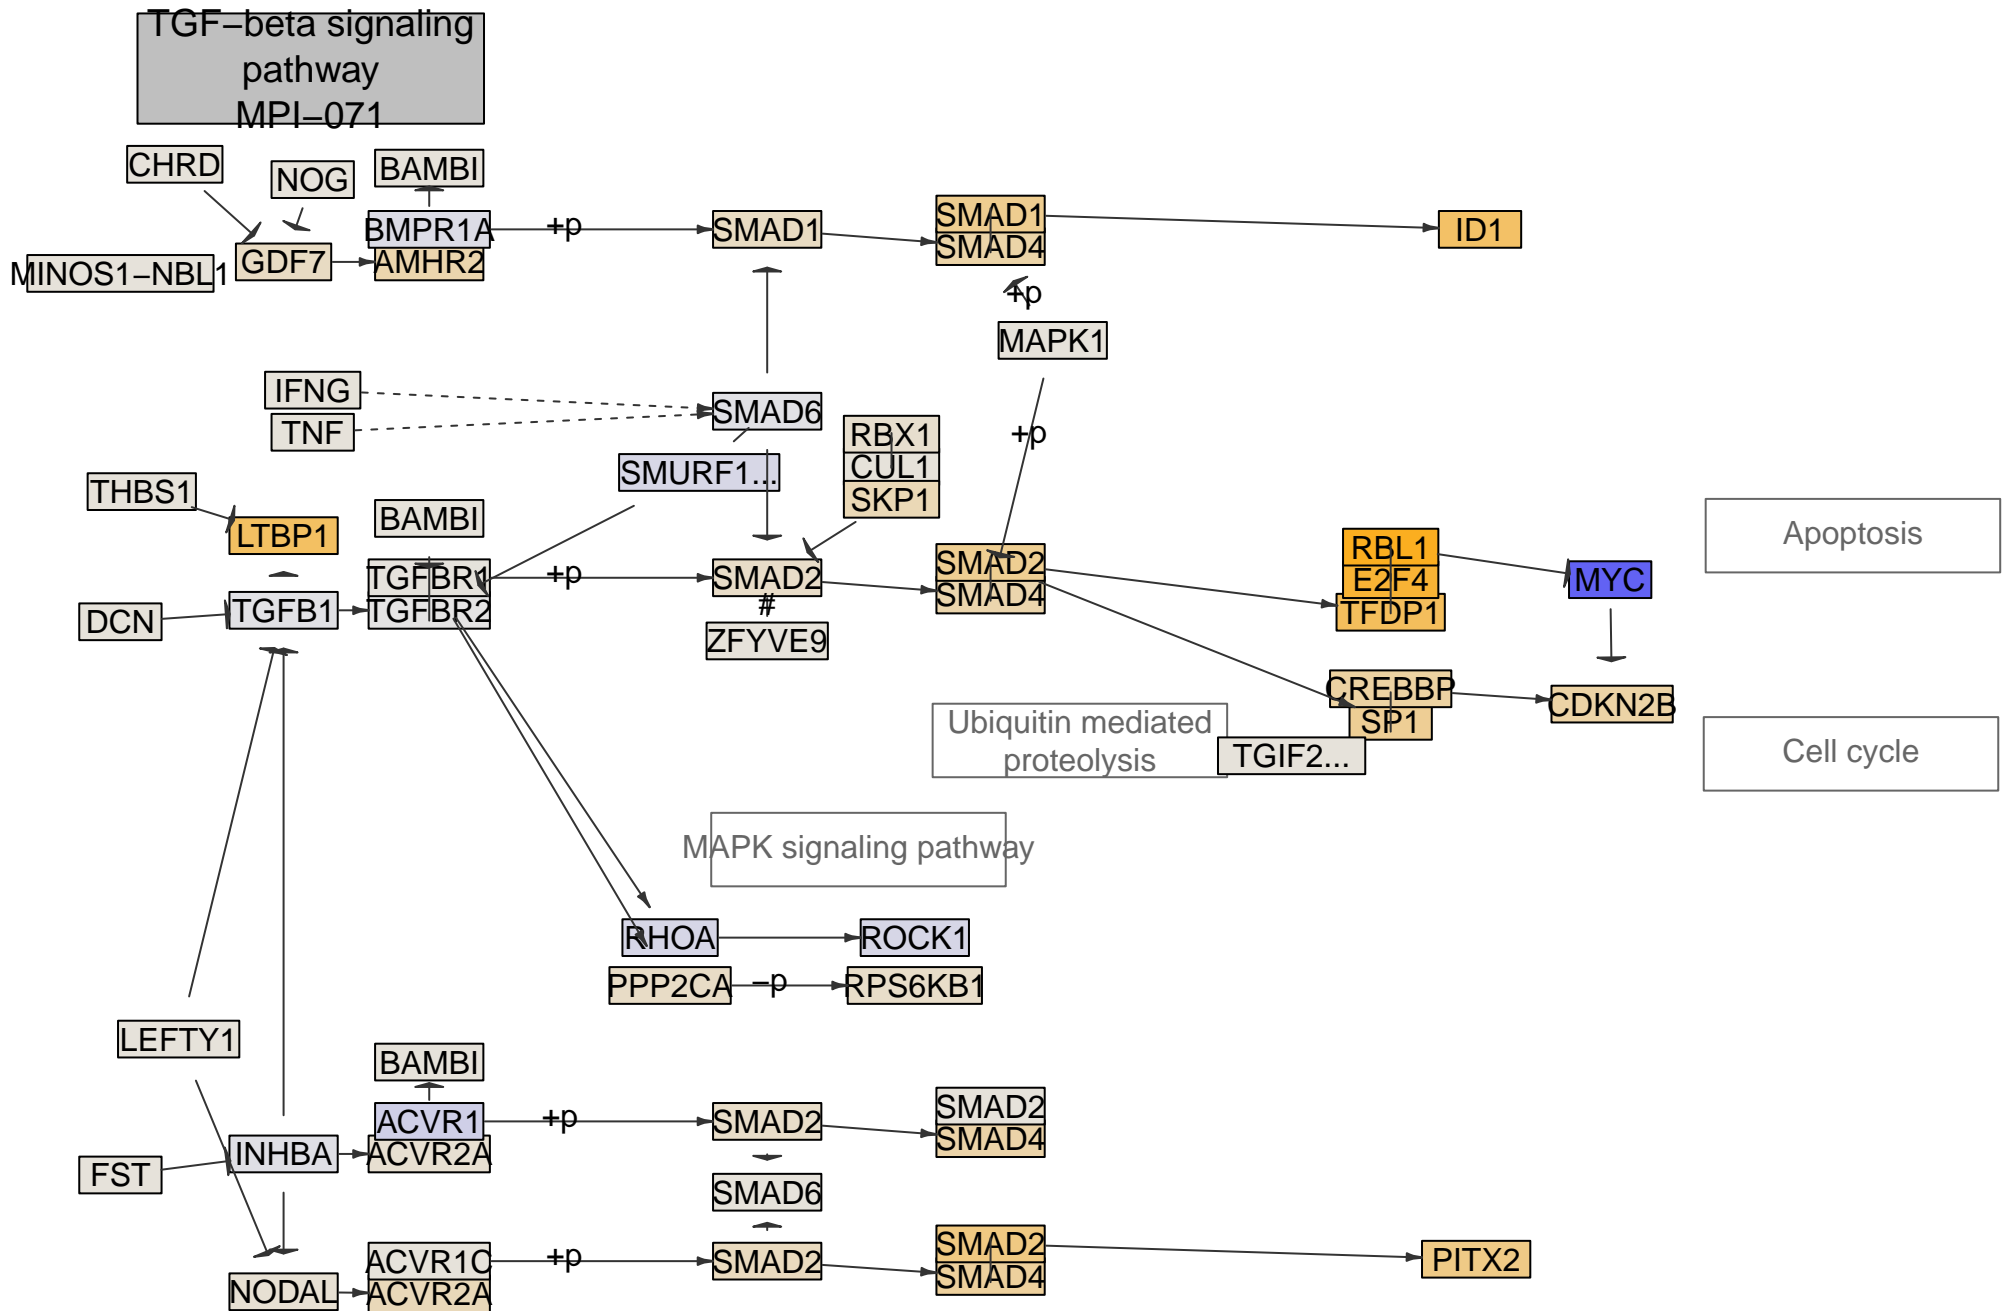 TGF−beta signaling
pathway
MPI−071
CHRD
NOG
BAMBI
BMPR1A
+p
SMAD1
SMAD1
SMAD4
ID1
MINOS1−NBL1
GDF7
AMHR2
+p
MAPK1
IFNG
TNF
SMAD6
RBX1
CUL1
SKP1
+p
SMURF1...
THBS1
LTBP1
BAMBI
TGFBR1
TGFBR2
+p
SMAD2
#
ZFYVE9
SMAD2
SMAD4
RBL1
E2F4
TFDP1
MYC
Apoptosis
DCN
TGFB1
CREBBP
SP1
CDKN2B
Ubiquitin mediated
proteolysis
TGIF2...
Cell cycle
MAPK signaling pathway
RHOA
ROCK1
PPP2CA
−p
RPS6KB1
LEFTY1
BAMBI
ACVR1
ACVR2A
+p
SMAD2
SMAD2
SMAD4
INHBA
FST
SMAD6
ACVR1C
ACVR2A
+p
SMAD2
SMAD2
SMAD4
PITX2
NODAL